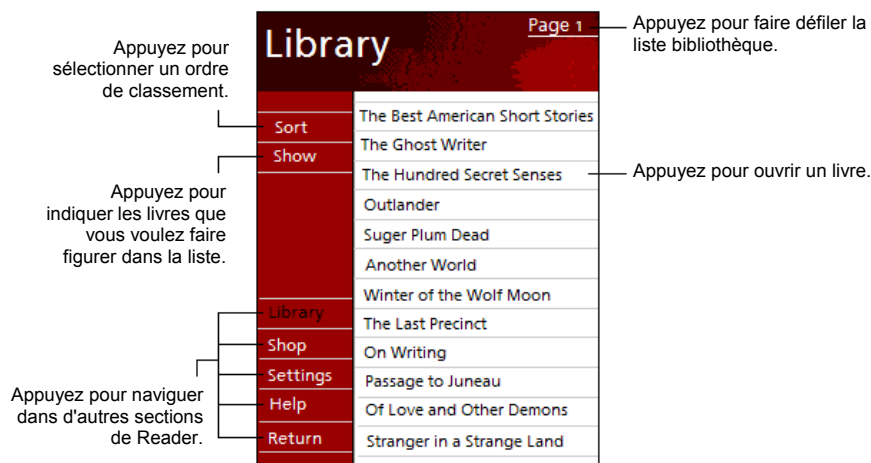 Appuyez pour
sélectionner un ordre
de classement.
Appuyez pour
indiquer les livres que
vous voulez faire
figurer dans la liste.
Appuyez pour naviguer
dans d'autres sections
de Reader.
Library
Page 1
Sort
Show
Library
Shop
Settings
Help
Return
The Best American Short Stories
The Ghost Writer
The Hundred Secret Senses
Outlander
Suger Plum Dead
Another World
Winter of the Wolf Moon
The Last Precinct
On Writing
Passage to Juneau
Of Love and Other Demons
Stranger in a Strange Land
Appuyez pour faire défiler la
liste bibliothèque.
Appuyez pour ouvrir un livre.